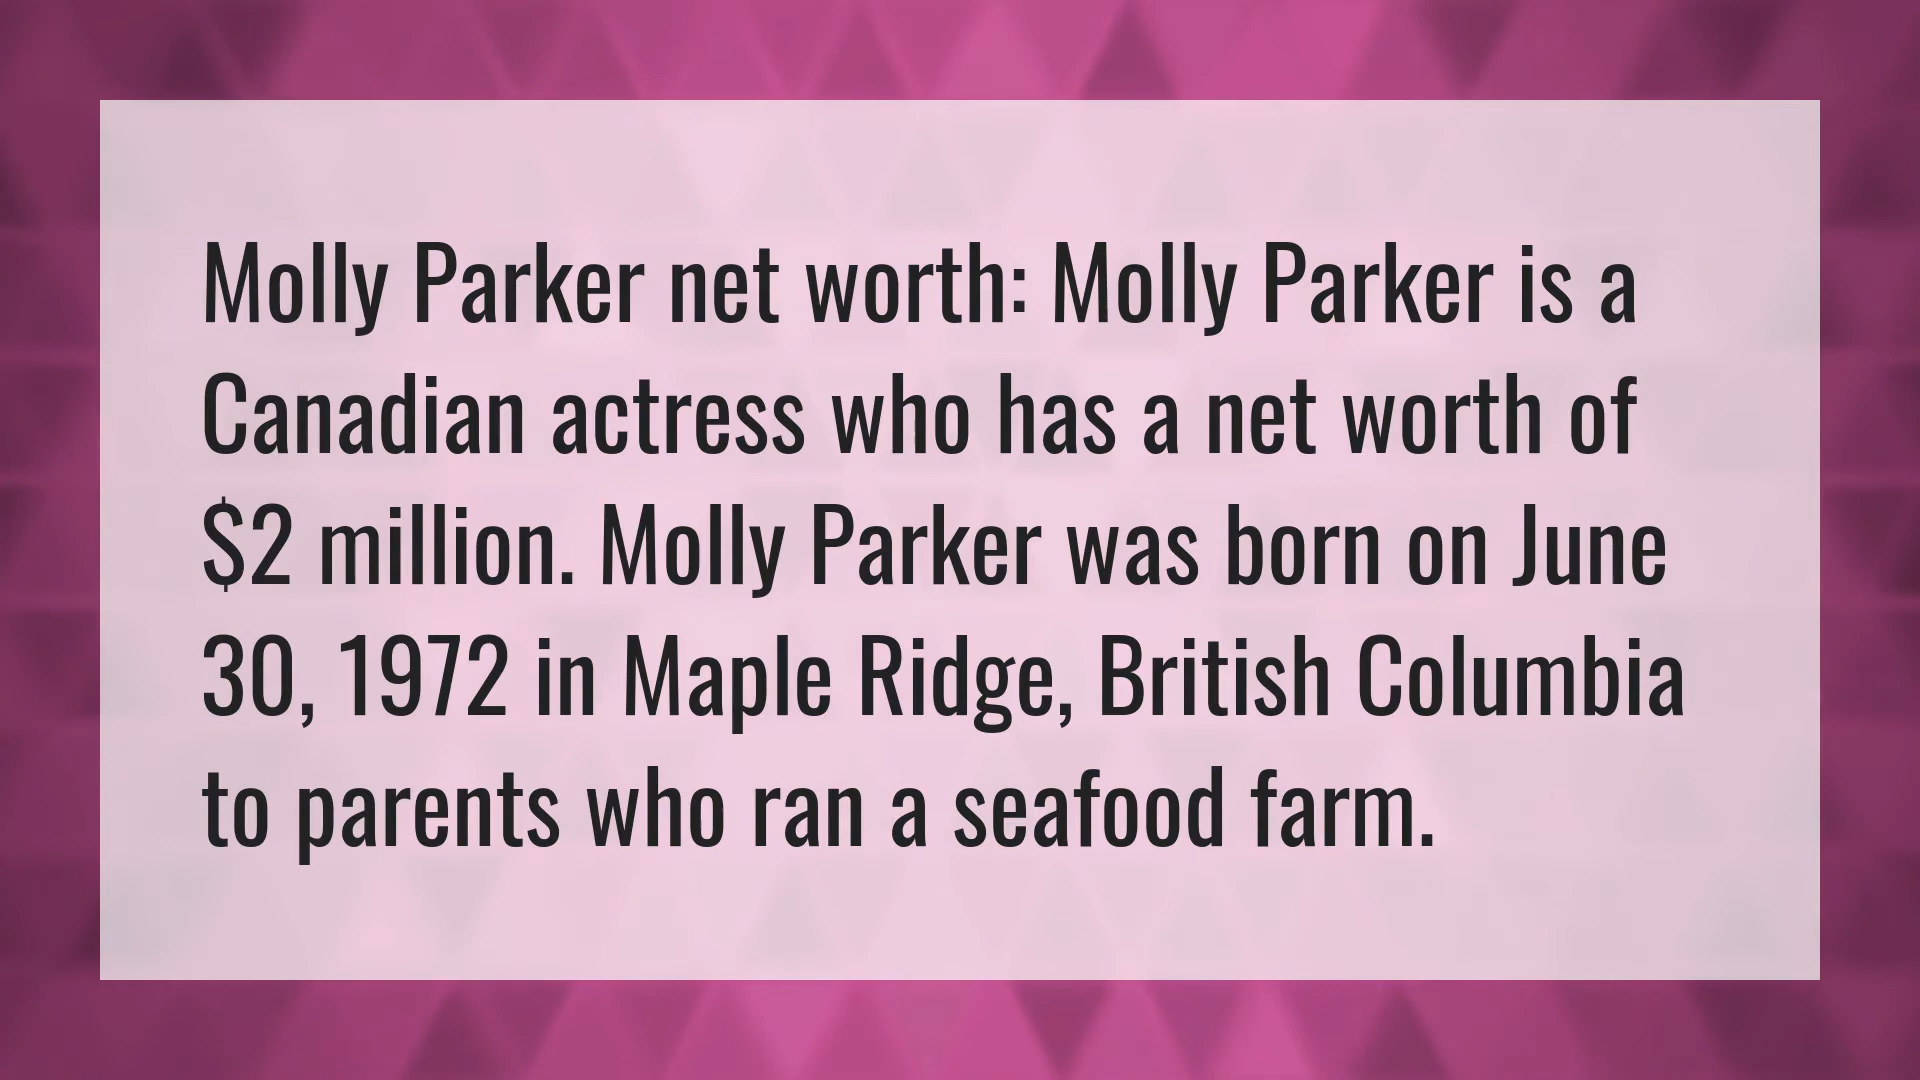 Molly Parker net worth: Molly Parker is a
Canadian actress who has a net worth of
$2 million. Molly Parker was born on June
30, 1972 in Maple Ridge, British Columbia
to parents who ran a seafood farm.